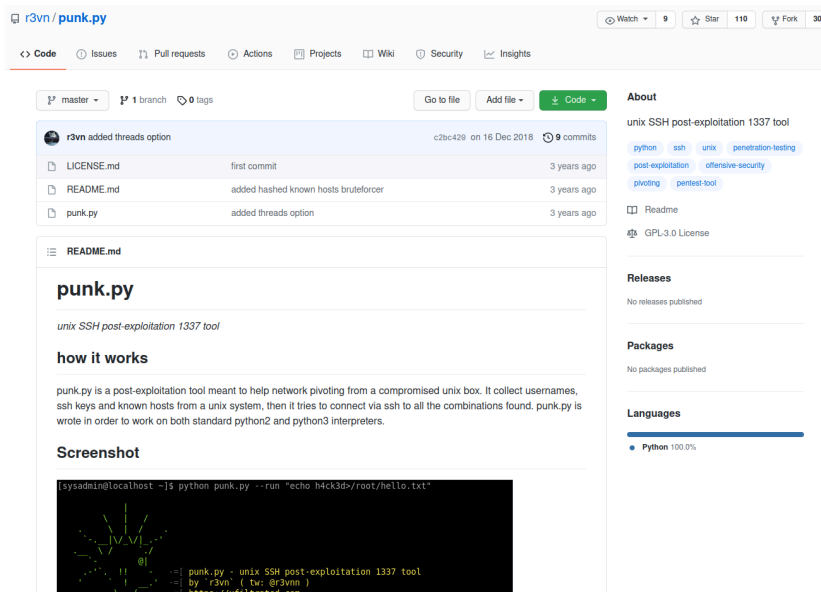 r3vn / punk.py
Watch 9 Star 110 Fork 30
Code Issues Pull requests Actions Projects Wiki Security Insights
master 1 branch 0 tags Go to file Add file Code
r3vn added threads option c2bc420 on 16 Dec 2018 9 commits
LICENSE.md first commit 3 years ago
README.md added hashed known hosts bruteforcer 3 years ago
punk.py added threads option 3 years ago
README.md
punk.py
unix SSH post-exploitation 1337 tool
how it works
punk.py is a post-exploitation tool meant to help network pivoting from a compromised unix box. It collect usernames,
ssh keys and known hosts from a unix system, then it tries to connect via ssh to all the combinations found. punk.py is
wrote in order to work on both standard python2 and python3 interpreters.
Screenshot
[sysadmin@localhost ~]$ python punk.py --run "echo h4ck3d>/root/hello.txt"
-=[ punk.py - unix SSH post-exploitation 1337 tool
-=[ by `r3vn` ( tw: @r3vnn )
About
unix SSH post-exploitation 1337 tool
python ssh unix penetration-testing
post-exploitation offensive-security
pivoting pentest-tool
Readme
GPL-3.0 License
Releases
No releases published
Packages
No packages published
Languages
Python 100.0%